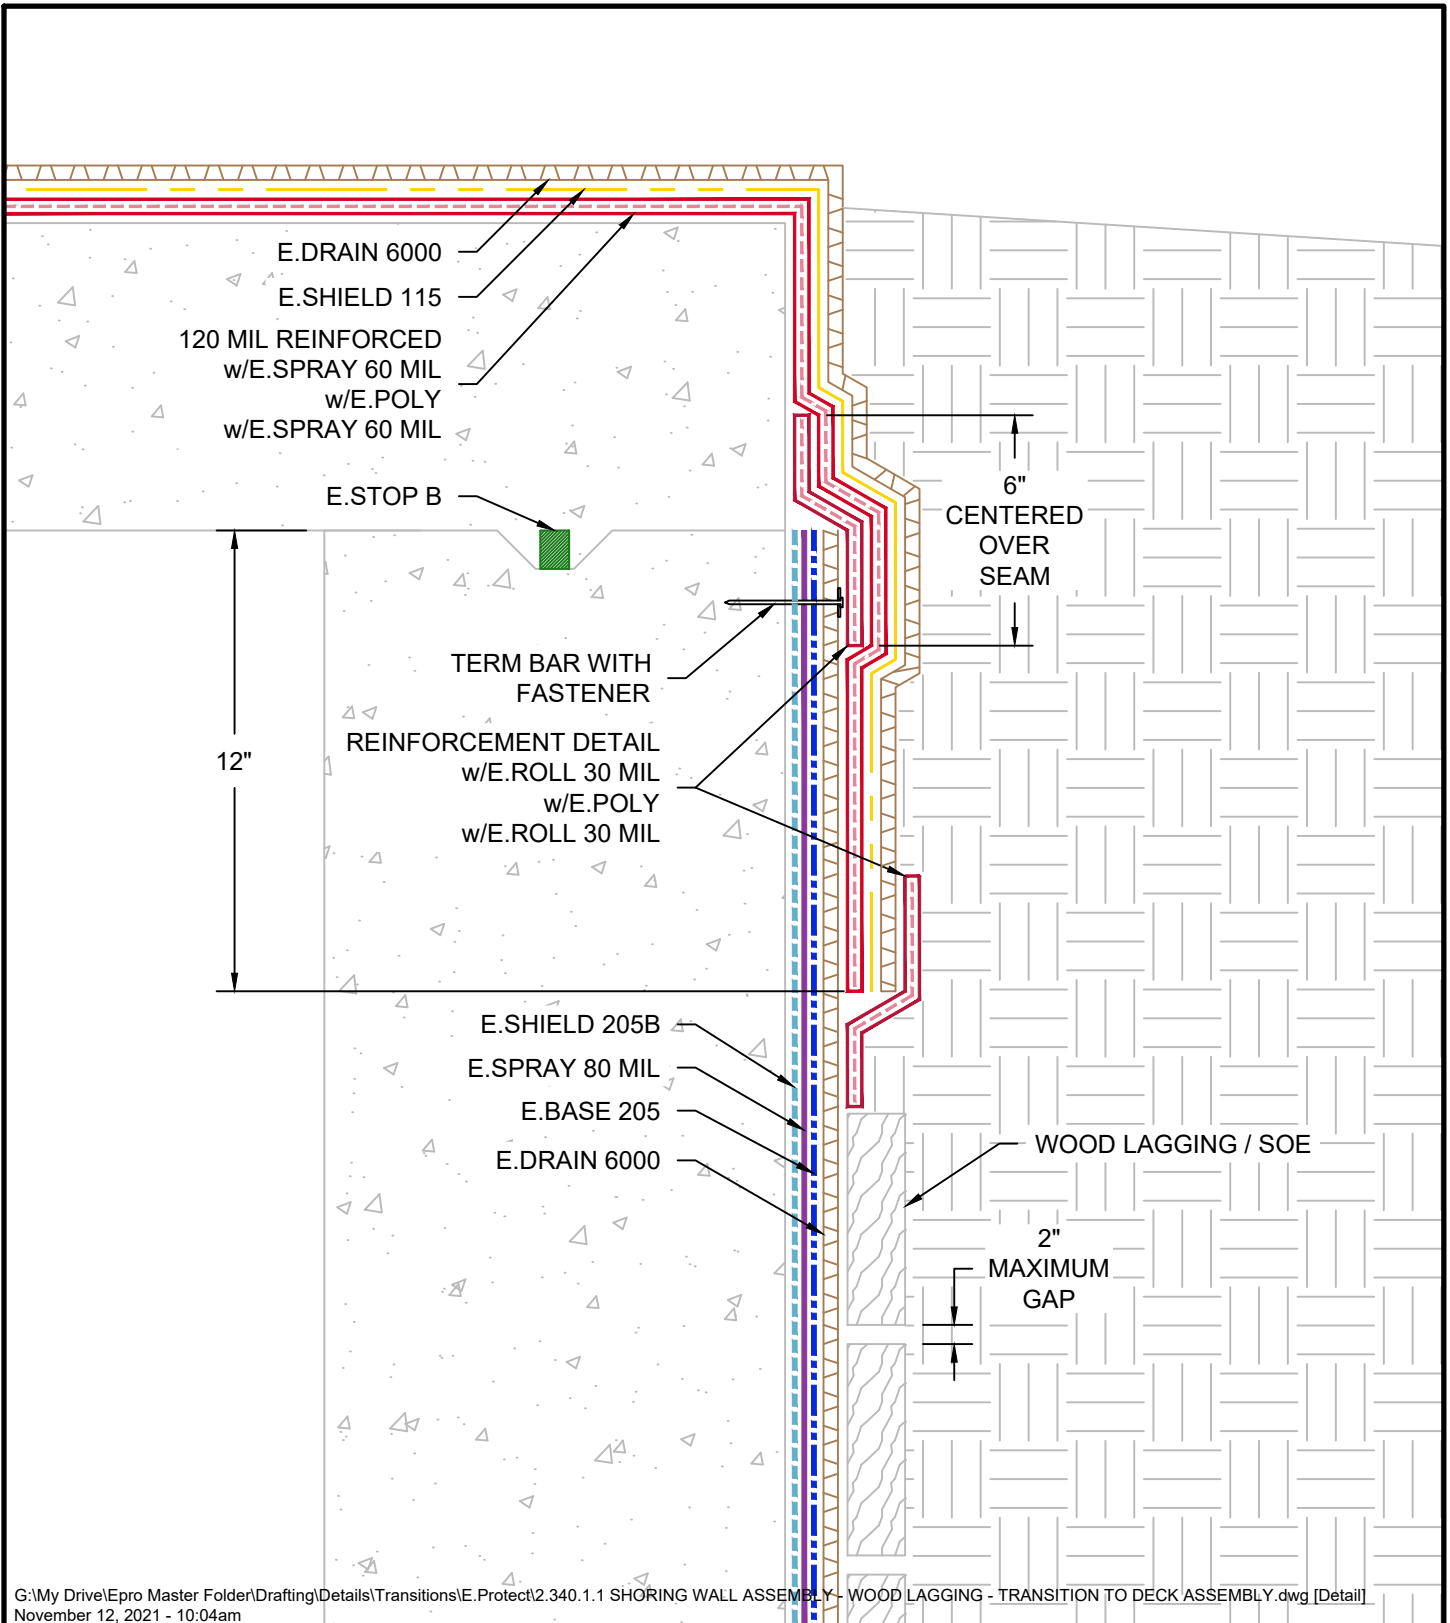 E.DRAIN 6000
E.SHIELD 115
120 MIL REINFORCED
w/E.SPRAY 60 MIL
w/E.POLY
w/E.SPRAY 60 MIL
E.STOP B
6"
CENTERED
OVER
SEAM
TERM BAR WITH
FASTENER
REINFORCEMENT DETAIL
w/E.ROLL 30 MIL
w/E.POLY
w/E.ROLL 30 MIL
12"
E.SHIELD 205B
E.SPRAY 80 MIL
E.BASE 205
E.DRAIN 6000
WOOD LAGGING / SOE
2"
MAXIMUM
GAP
G:\My Drive\Epro Master Folder\Drafting\Details\Transitions\E.Protect\2.340.1.1 SHORING WALL ASSEMBLY - WOOD LAGGING - TRANSITION TO DECK ASSEMBLY.dwg [Detail]
November 12, 2021 - 10:04am